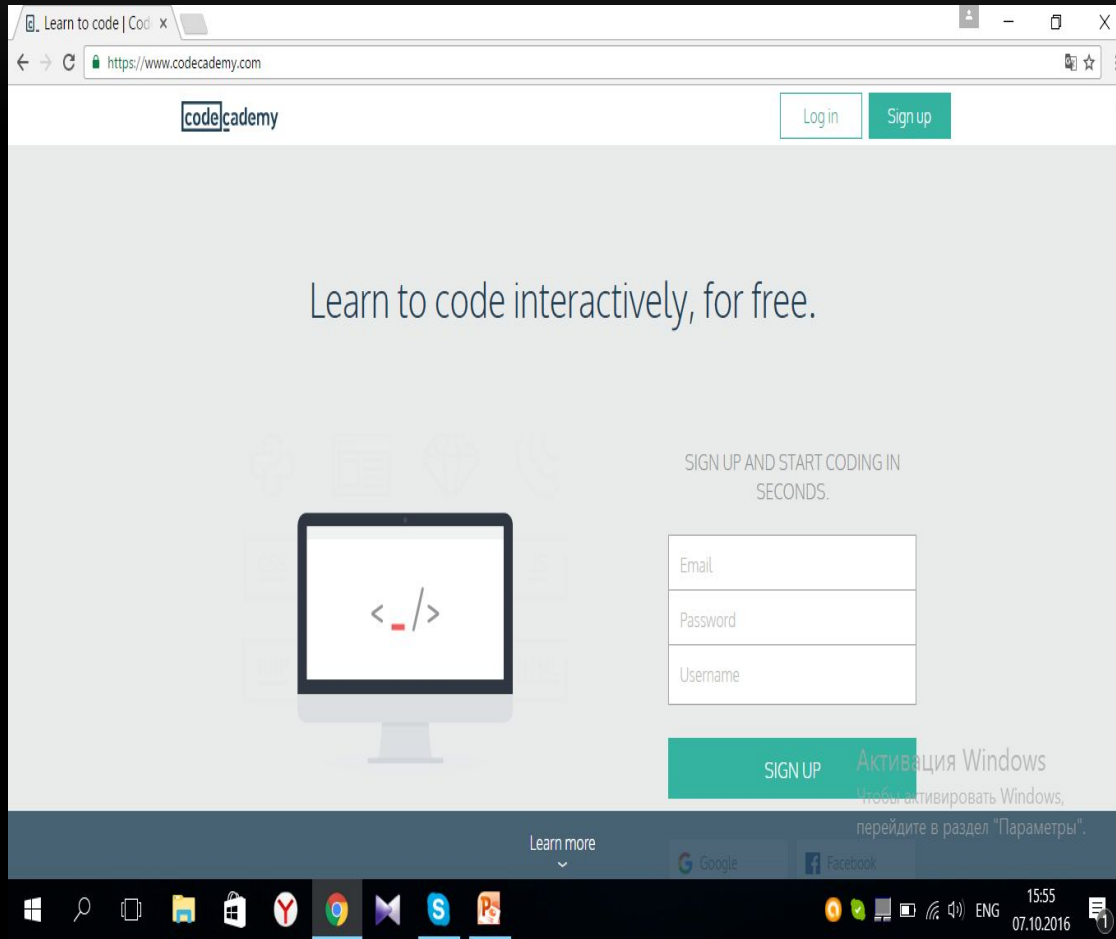 Learn to code | Cod
https://www.codecademy.com
codecademy
Log in
Sign up
Learn to code interactively, for free.
SIGN UP AND START CODING IN
SECONDS.
< _ />
Email
Password
Username
SIGN UP
Активация Windows
Чтобы активировать Windows,
перейдите в раздел "Параметры".
Learn more
Google
Facebook
ENG
15:55
07.10.2016
1